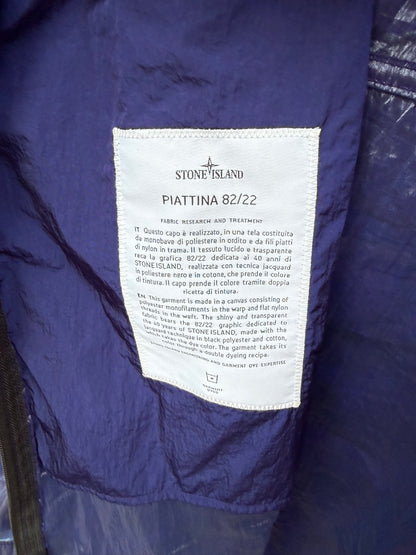 STONE ISLAND
PIATTINA 82/22
FABRIC RESEARCH AND TREATMENT
IT Questo capo è realizzato, in una tela costituita
da monobave di poliestere in ordito e da fili piatti
di nylon in trama. Il tessuto lucido e trasparente
reca la grafica 82/22 dedicata ai 40 anni di
STONE ISLAND, realizzata con tecnica jacquard
in poliestere nero e in cotone, che prende il colore
di tintura. Il capo prende il colore tramite doppia
ricetta di tintura.
EN This garment is made in a canvas consisting of
polyester monofilaments in the warp and flat nylon
threads in the weft. The shiny and transparent
fabric bears the 82/22 graphic dedicated to
the 40 years of STONE ISLAND, made with the
jacquard technique in black polyester and cotton,
which takes the dye color. The garment takes its
color through a double dyeing recipe.
ENGINEERING AND GARMENT DYE EXPERTISE